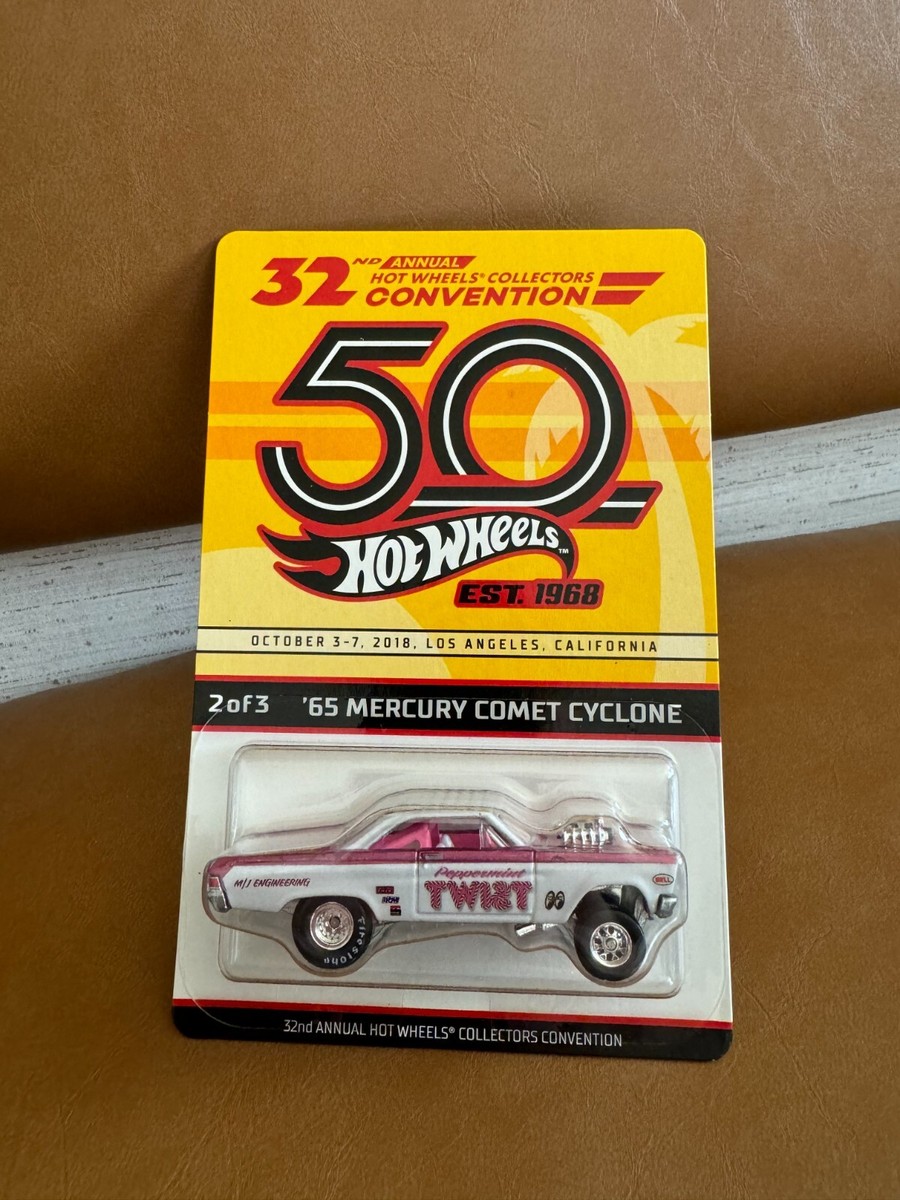 32ND ANNUAL
HOT WHEELS® COLLECTORS
CONVENTION
50
HOT WHEELS™
EST. 1968
OCTOBER 3-7, 2018, LOS ANGELES, CALIFORNIA
2 of 3 '65 MERCURY COMET CYCLONE
M/J ENGINEERING
Peppermint
TWIST
BELL
Firestone
32nd ANNUAL HOT WHEELS® COLLECTORS CONVENTION